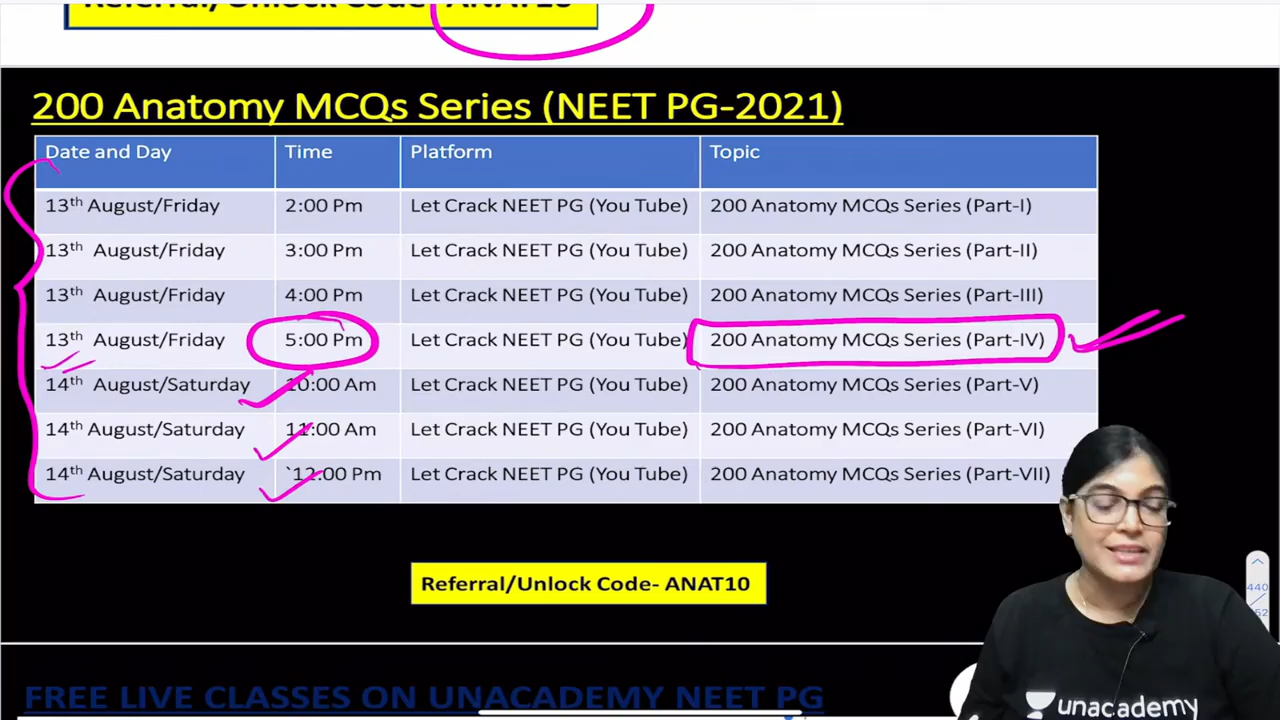 Referral/Unlock Code- ANAT10
200 Anatomy MCQs Series (NEET PG-2021)
Date and Day Time Platform Topic
13th August/Friday 2:00 Pm Let Crack NEET PG (You Tube) 200 Anatomy MCQs Series (Part-I)
13th August/Friday 3:00 Pm Let Crack NEET PG (You Tube) 200 Anatomy MCQs Series (Part-II)
13th August/Friday 4:00 Pm Let Crack NEET PG (You Tube) 200 Anatomy MCQs Series (Part-III)
13th August/Friday 5:00 Pm Let Crack NEET PG (You Tube) 200 Anatomy MCQs Series (Part-IV)
14th August/Saturday 10:00 Am Let Crack NEET PG (You Tube) 200 Anatomy MCQs Series (Part-V)
14th August/Saturday 11:00 Am Let Crack NEET PG (You Tube) 200 Anatomy MCQs Series (Part-VI)
14th August/Saturday `12:00 Pm Let Crack NEET PG (You Tube) 200 Anatomy MCQs Series (Part-VII)
Referral/Unlock Code- ANAT10
440
FREE LIVE CLASSES ON UNACADEMY NEET PG
unacademy